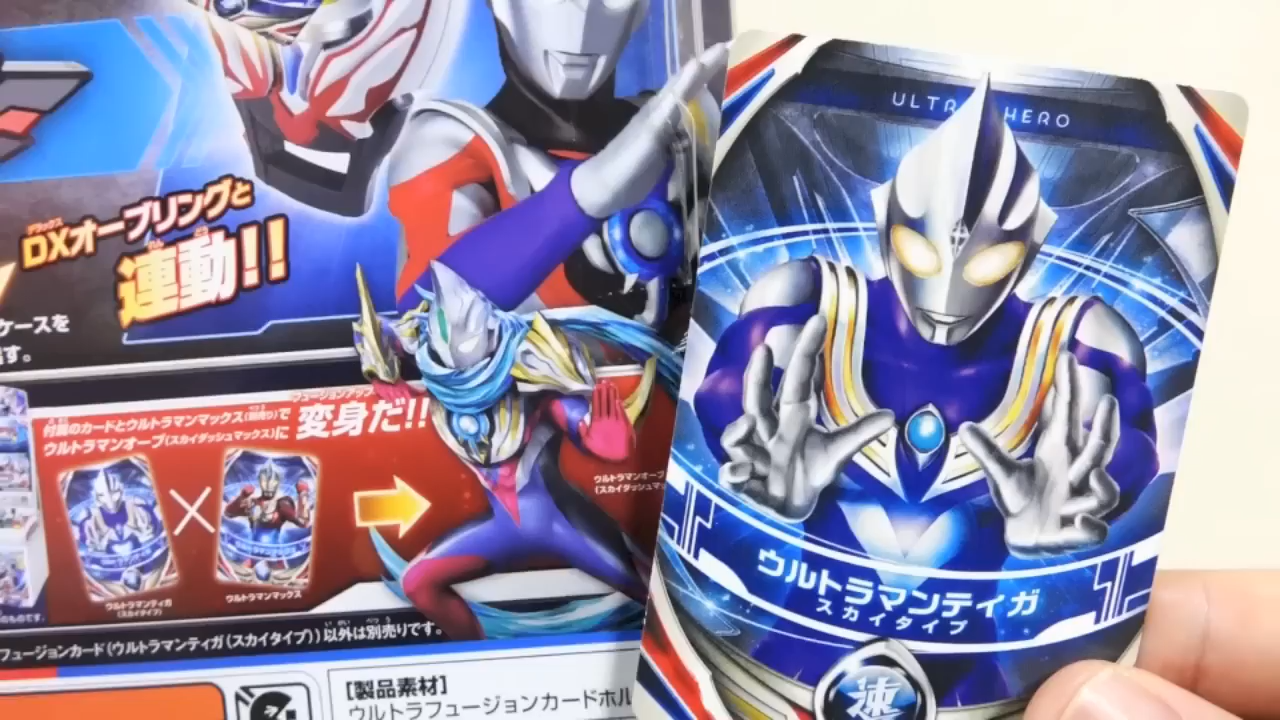 DXオーブリングと
デラックス
連動!!
れんどう
ケースを
す。
付属のカードとウルトラマンマックス(別売り)で
ウルトラマンオーブ(スカイダッシュマックス)に
フュージョンアップ
変身だ!!
ウルトラマンティガ
(スカイタイプ)
ウルトラマンマックス
ウルトラマンオーブ
(スカイダッシュマ
フュージョンカード(ウルトラマンティガ(スカイタイプ))以外は別売りです。
[製品素材]
ウルトラフュージョンカードホル
ULTRA HERO
ウルトラマンティガ
スカイタイプ
速